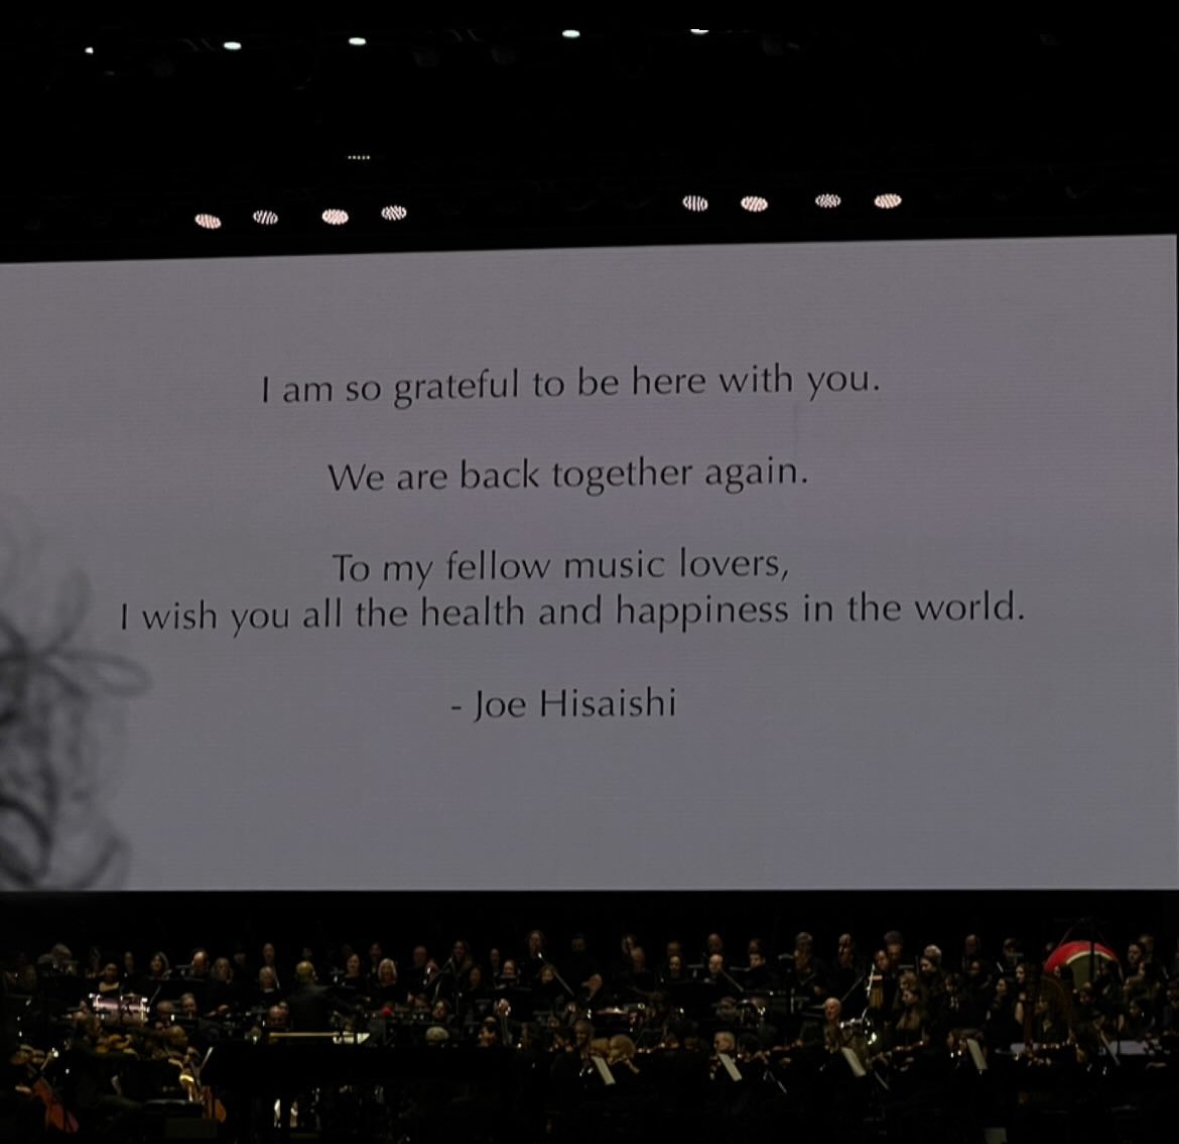 I am so grateful to be here with you.
We are back together again.
To my fellow music lovers,
I wish you all the health and happiness in the world.
- Joe Hisaishi